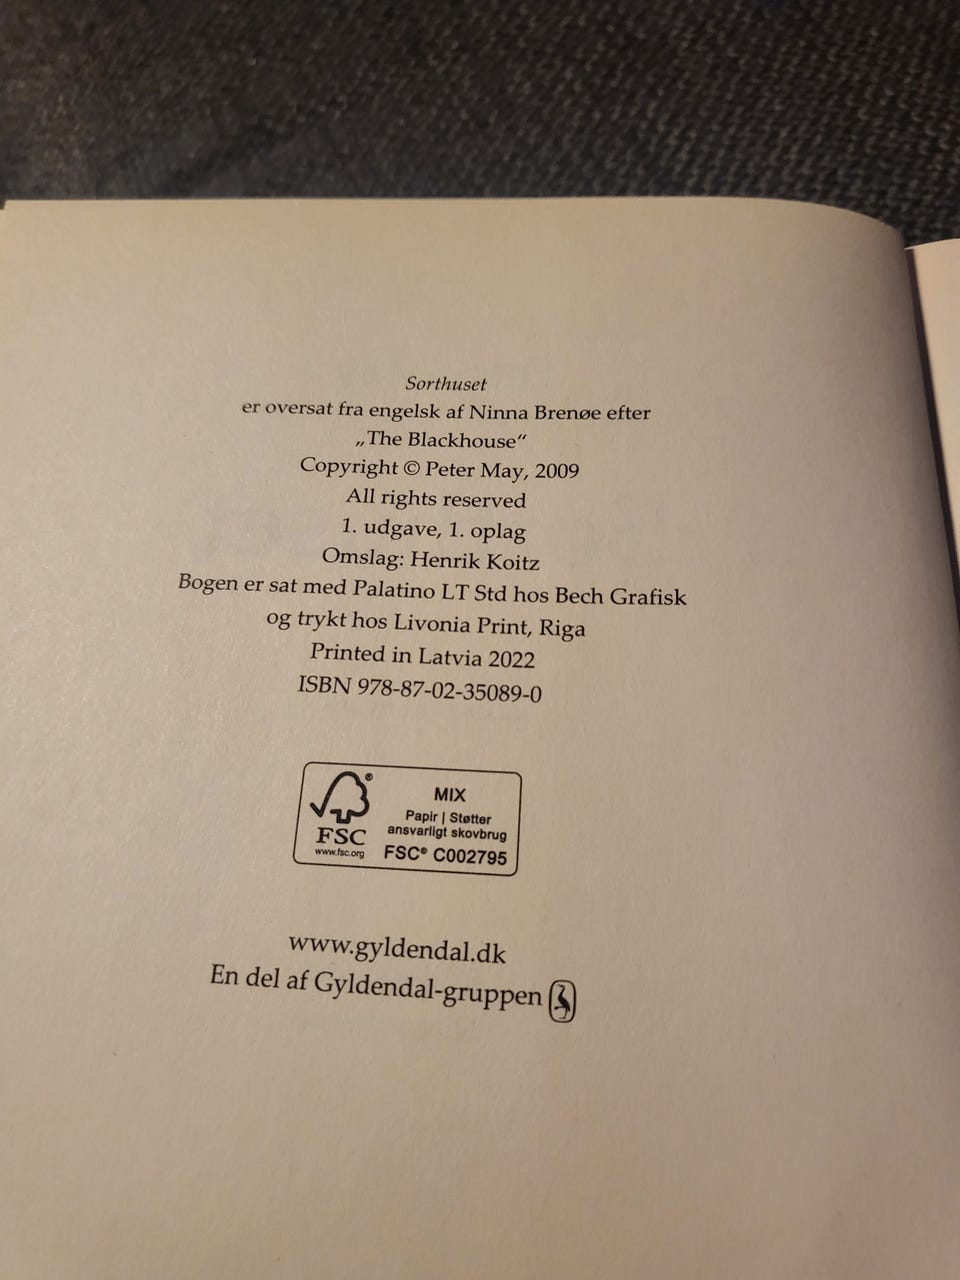 Sorthuset
er oversat fra engelsk af Ninna Brenøe efter
„The Blackhouse“
Copyright © Peter May, 2009
All rights reserved
1. udgave, 1. oplag
Omslag: Henrik Koitz
Bogen er sat med Palatino LT Std hos Bech Grafisk
og trykt hos Livonia Print, Riga
Printed in Latvia 2022
ISBN 978-87-02-35089-0
FSC®
www.fsc.org
MIX
Papir | Støtter
ansvarligt skovbrug
FSC® C002795
www.gyldendal.dk
En del af Gyldendal-gruppen